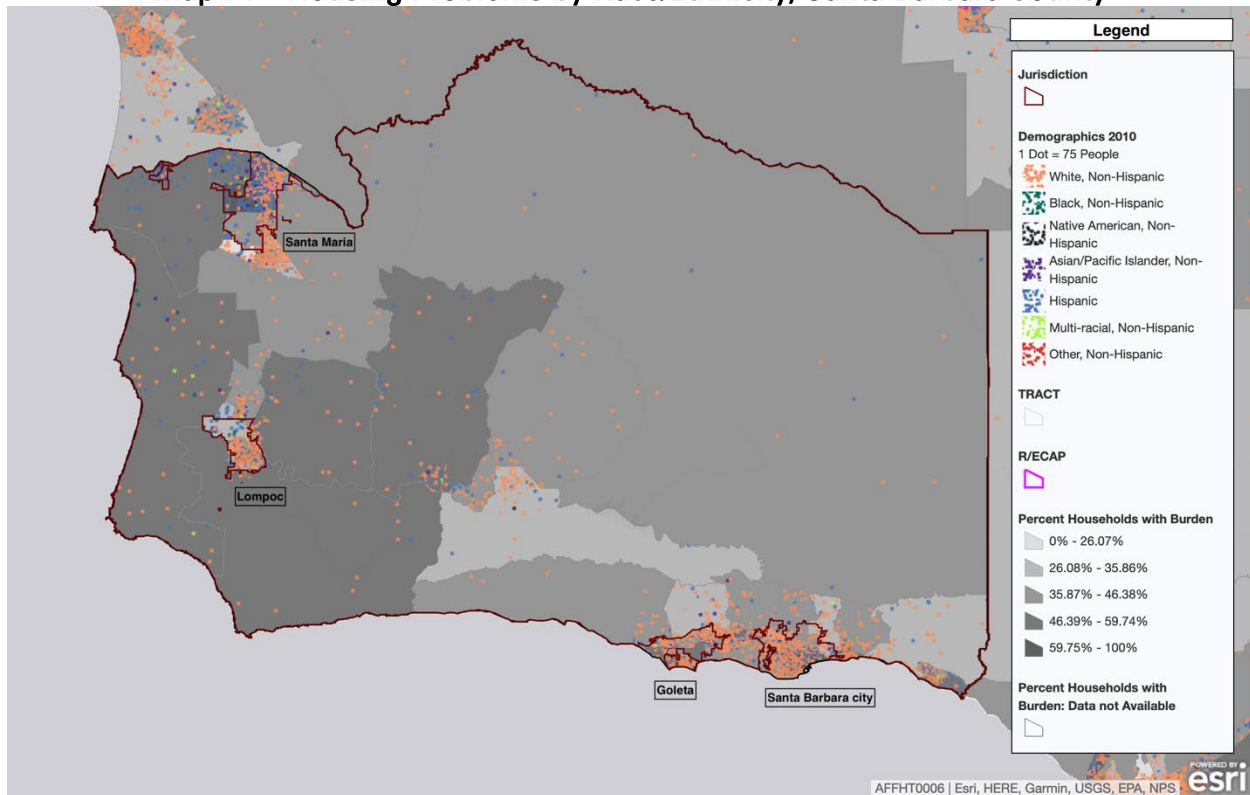 Legend
Jurisdiction
Demographics 2010
1 Dot = 75 People
White, Non-Hispanic
Black, Non-Hispanic
Native American, Non-
Hispanic
Asian/Pacific Islander, Non-
Hispanic
Hispanic
Multi-racial, Non-Hispanic
Other, Non-Hispanic
TRACT
R/ECAP
Percent Households with Burden
0% - 26.07%
26.08% - 35.86%
35.87% - 46.38%
46.39% - 59.74%
59.75% - 100%
Percent Households with
Burden: Data not Available
Santa Maria
Lompoc
Goleta
Santa Barbara city
POWERED BY
esri
AFFHT0006 | Esri, HERE, Garmin, USGS, EPA, NPS